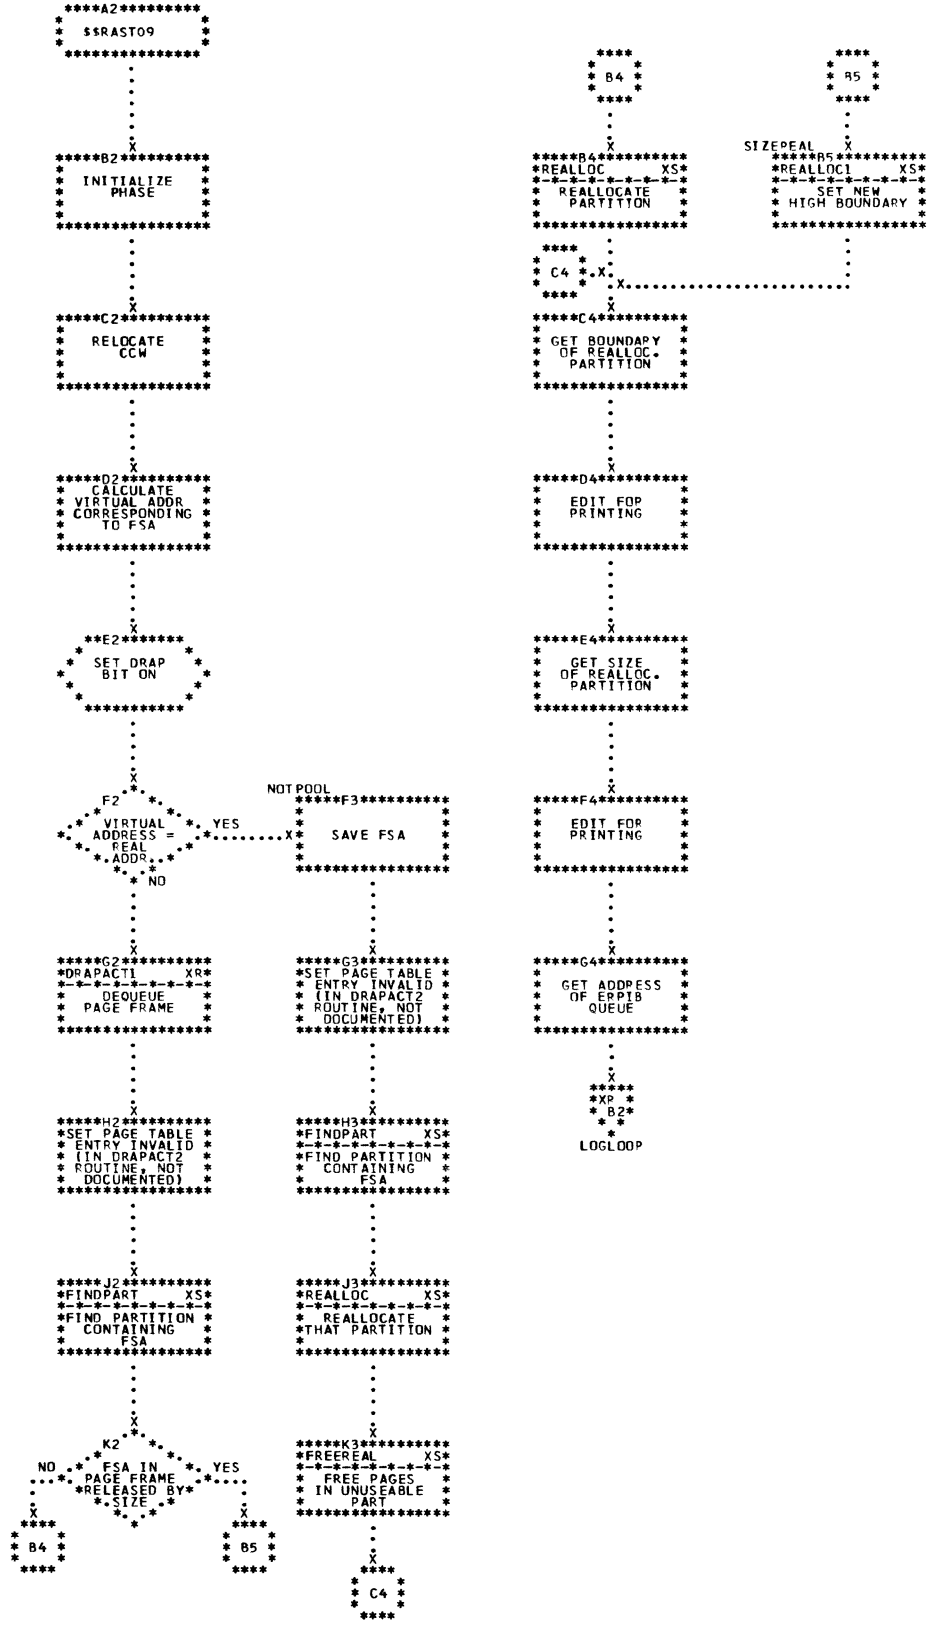 A2
$$RAST09
B2
INITIALIZE
PHASE
C2
RELOCATE
CCW
D2
CALCULATE
VIRTUAL ADDR
CORRESPONDING
TO FSA
E2
SET DRAP
BIT ON
F2
VIRTUAL
ADDRESS =
REAL
ADDR
YES
NO
G2
DRAPACT1 XR
DEQUEUE
PAGE FRAME
H2
SET PAGE TABLE
ENTRY INVALID
(IN DRAPACT2
ROUTINE, NOT
DOCUMENTED)
J2
FINDPART XS
FIND PARTITION
CONTAINING
FSA
K2
FSA IN
PAGE FRAME
RELEASED BY
SIZE
NO
YES
B4
B5
NOTPOOL
F3
SAVE FSA
G3
SET PAGE TABLE
ENTRY INVALID
(IN DRAPACT2
ROUTINE, NOT
DOCUMENTED)
H3
FINDPART XS
FIND PARTITION
CONTAINING
FSA
J3
REALLOC XS
REALLOCATE
THAT PARTITION
K3
FREEREAL XS
FREE PAGES
IN UNUSEABLE
PART
C4
B4
B4
REALLOC XS
REALLOCATE
PARTITION
C4
C4
GET BOUNDARY
OF REALLOC.
PARTITION
D4
EDIT FOR
PRINTING
E4
GET SIZE
OF REALLOC.
PARTITION
F4
EDIT FOR
PRINTING
G4
GET ADDRESS
OF ERPIB
QUEUE
XR
B2
LOGLOOP
B5
SIZEREAL
B5
REALLOC1 XS
SET NEW
HIGH BOUNDARY